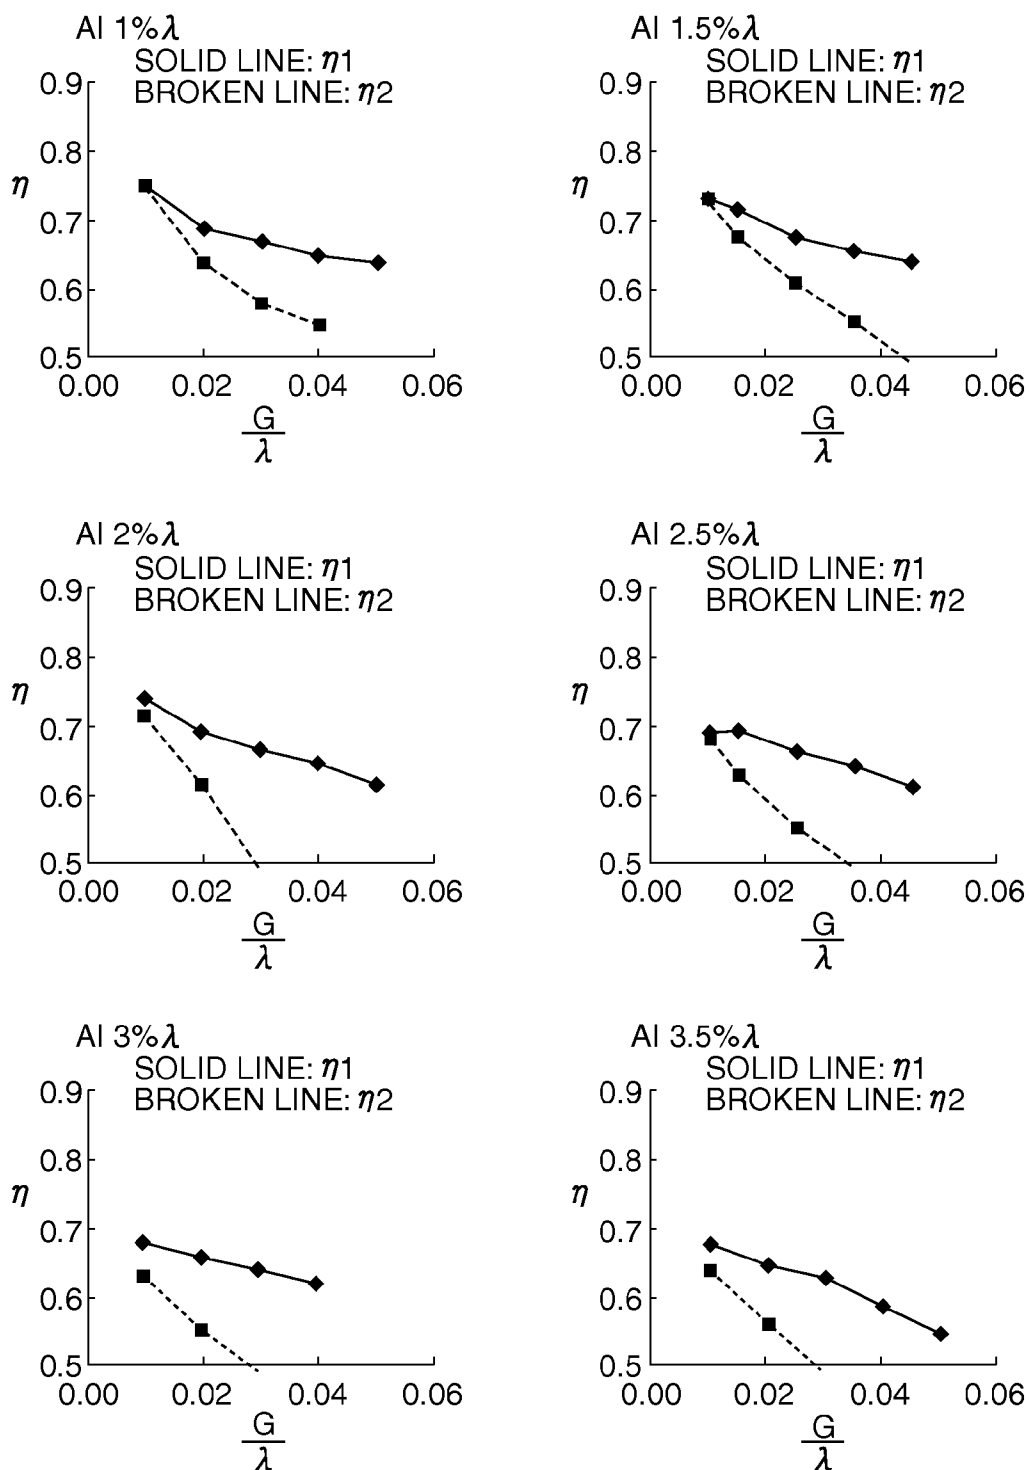 Al 1%λ
SOLID LINE: η1
BROKEN LINE: η2
0.9
0.8
η
0.7
0.6
0.5
0.00 0.02 0.04 0.06
G
λ
Al 1.5%λ
SOLID LINE: η1
BROKEN LINE: η2
0.9
0.8
η
0.7
0.6
0.5
0.00 0.02 0.04 0.06
G
λ
Al 2%λ
SOLID LINE: η1
BROKEN LINE: η2
0.9
0.8
η
0.7
0.6
0.5
0.00 0.02 0.04 0.06
G
λ
Al 2.5%λ
SOLID LINE: η1
BROKEN LINE: η2
0.9
0.8
η
0.7
0.6
0.5
0.00 0.02 0.04 0.06
G
λ
Al 3%λ
SOLID LINE: η1
BROKEN LINE: η2
0.9
0.8
η
0.7
0.6
0.5
0.00 0.02 0.04 0.06
G
λ
Al 3.5%λ
SOLID LINE: η1
BROKEN LINE: η2
0.9
0.8
η
0.7
0.6
0.5
0.00 0.02 0.04 0.06
G
λ